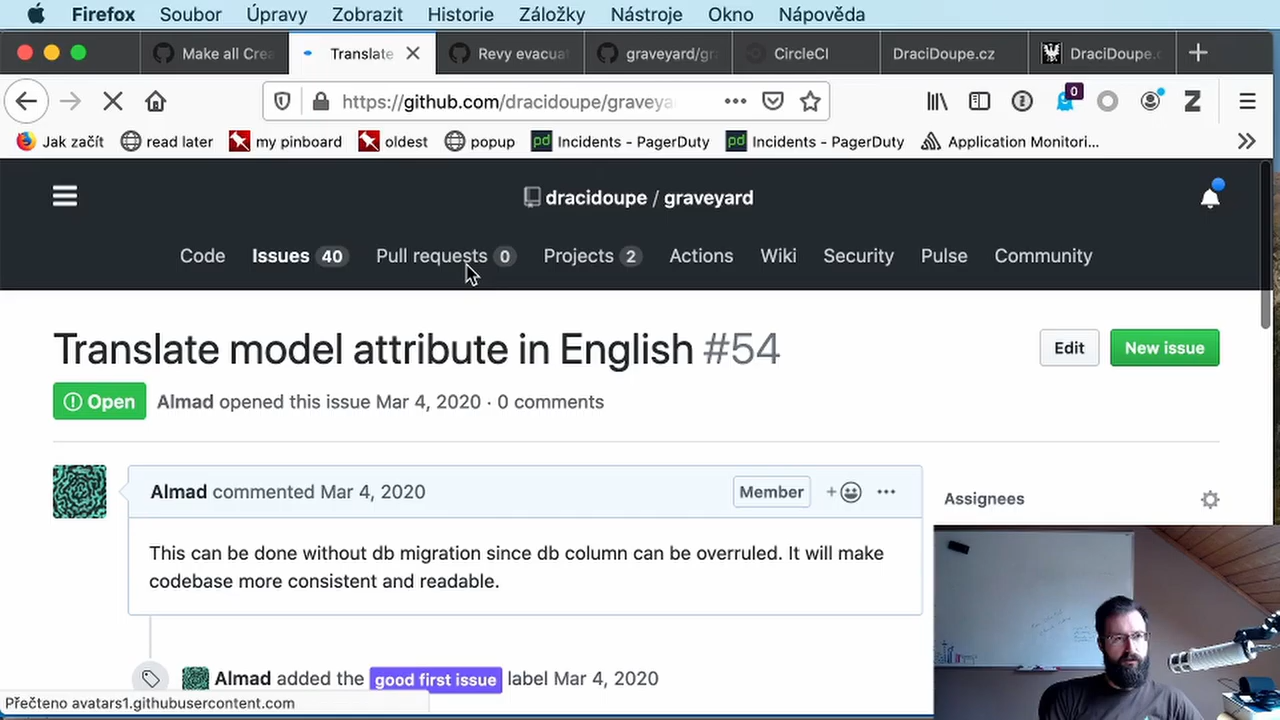 Firefox Soubor Úpravy Zobrazit Historie Záložky Nástroje Okno Nápověda
Make all Crea Translate Revy evacuat graveyard/gr CircleCI DraciDoupe.cz DraciDoupe.c
https://github.com/dracidoupe/graveya 0 Z
Jak začít read later my pinboard oldest popup pd Incidents - PagerDuty pd Incidents - PagerDuty Application Monitori...
dracidoupe / graveyard
Code Issues 40 Pull requests 0 Projects 2 Actions Wiki Security Pulse Community
Translate model attribute in English #54
Edit New issue
Open Almad opened this issue Mar 4, 2020 · 0 comments
Almad commented Mar 4, 2020 Member
Assignees
This can be done without db migration since db column can be overruled. It will make
codebase more consistent and readable.
Almad added the good first issue label Mar 4, 2020
Přečteno avatars1.githubusercontent.com